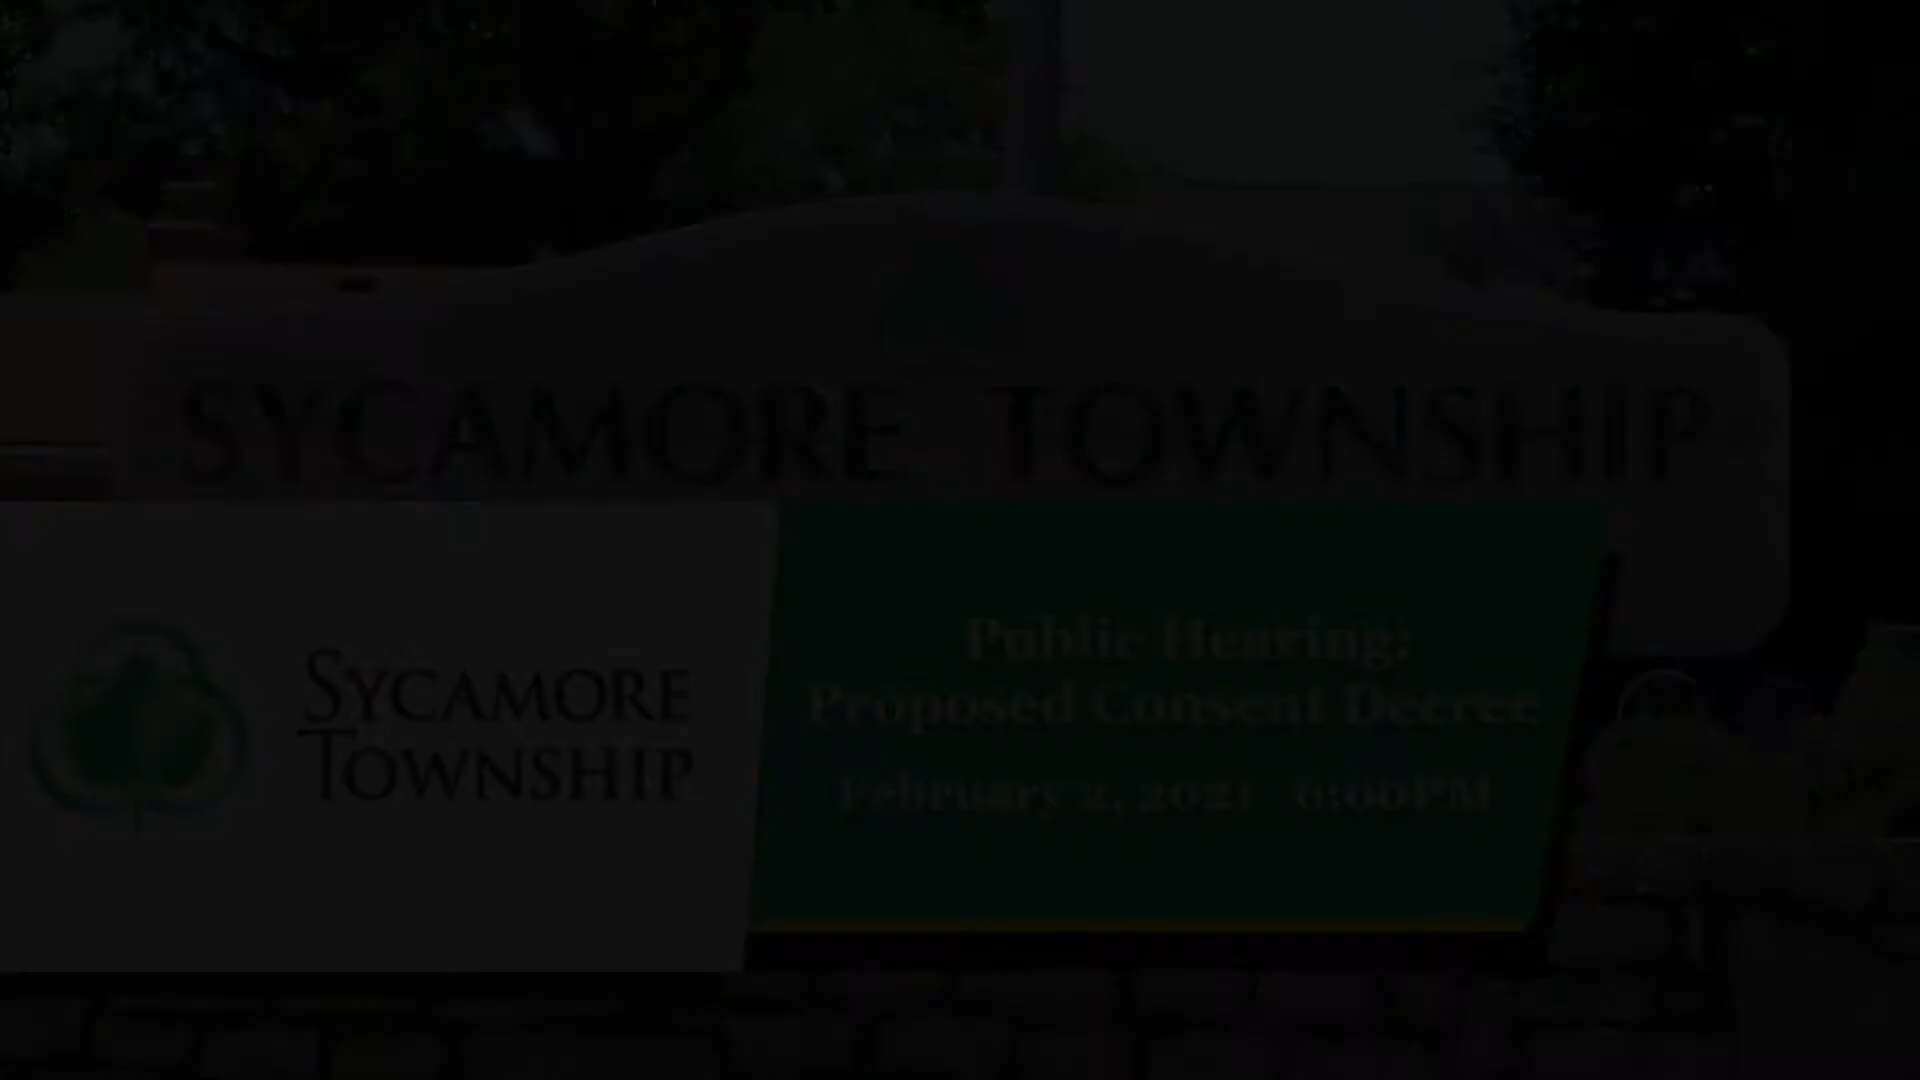 SYCAMORE TOWNSHIP
SYCAMORE
TOWNSHIP
Public Hearing:
Proposed Consent Decree
February 2, 2021 6:00PM